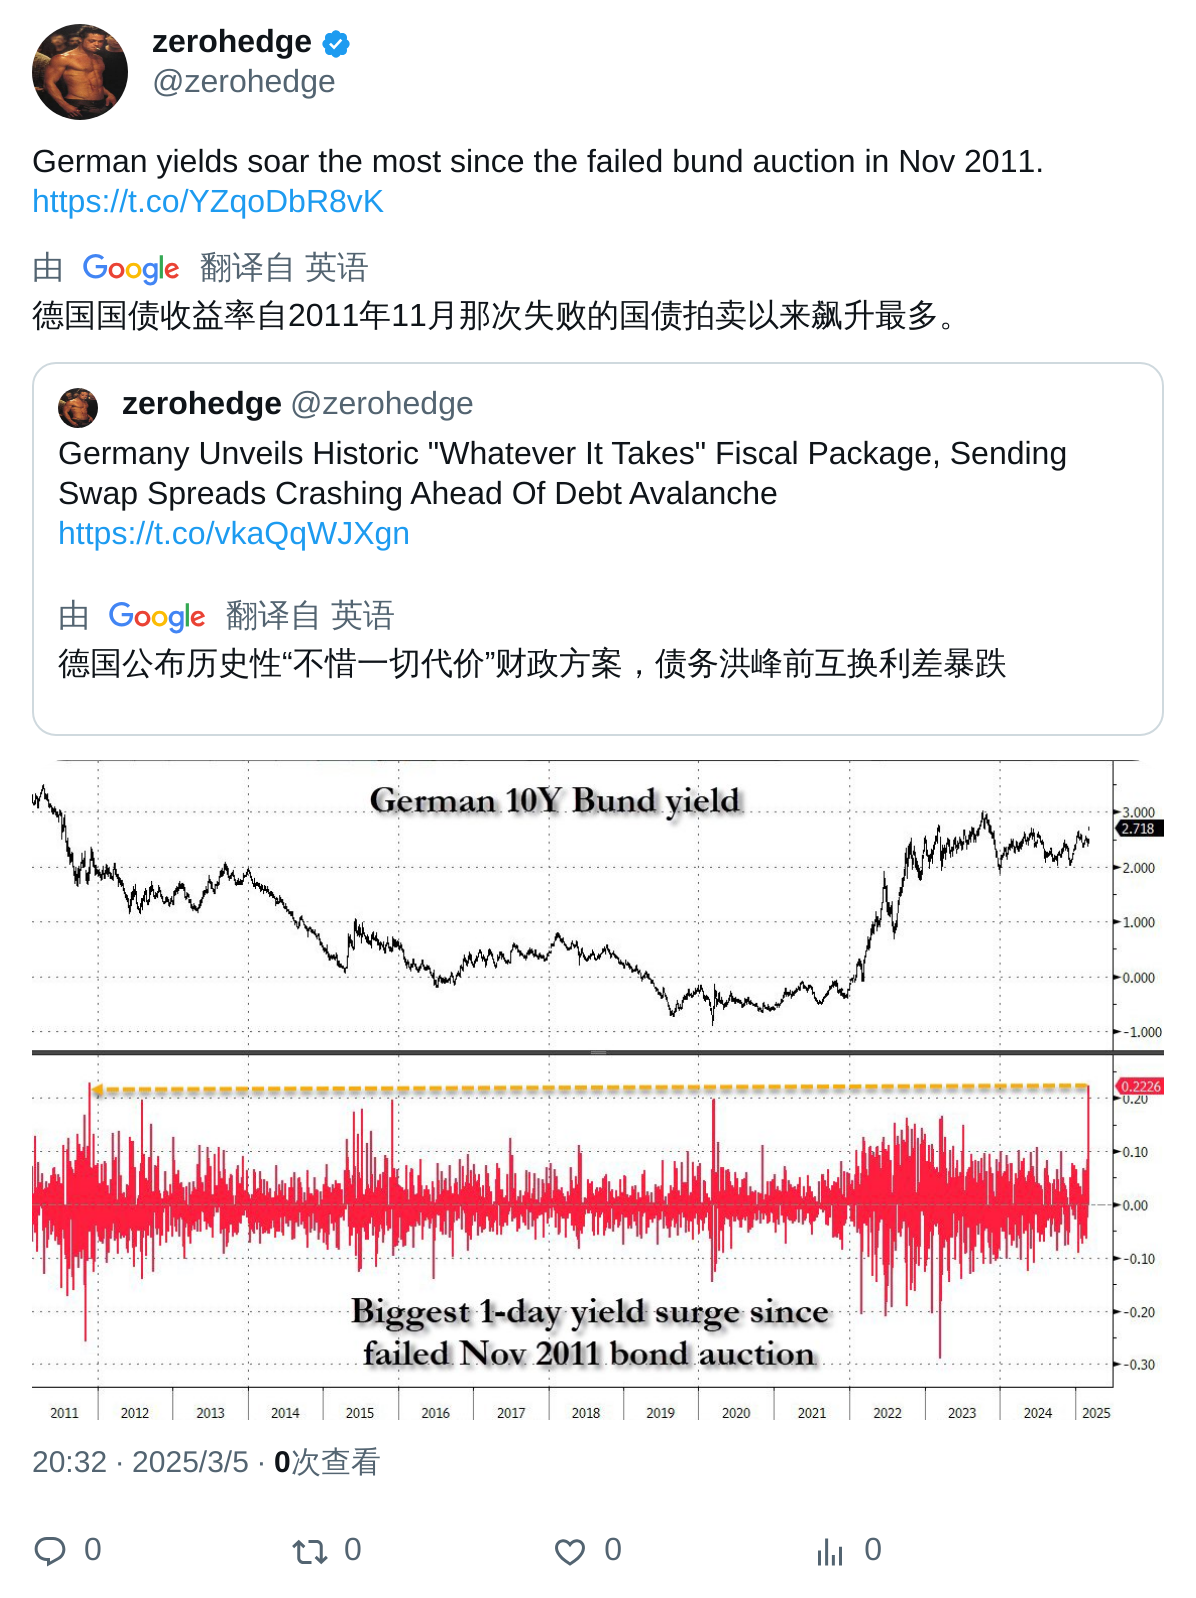 zerohedge
@zerohedge
German yields soar the most since the failed bund auction in Nov 2011.
https://t.co/YZqoDbR8vK
由 Google 翻译自 英语
德国国债收益率自2011年11月那次失败的国债拍卖以来飙升最多。
zerohedge @zerohedge
Germany Unveils Historic "Whatever It Takes" Fiscal Package, Sending
Swap Spreads Crashing Ahead Of Debt Avalanche
https://t.co/vkaQqWJXgn
由 Google 翻译自 英语
德国公布历史性“不惜一切代价”财政方案，债务洪峰前互换利差暴跌
German 10Y Bund yield
3.000
2.718
2.000
1.000
0.000
-1.000
0.2226
0.20
0.10
0.00
-0.10
-0.20
-0.30
Biggest 1-day yield surge since
failed Nov 2011 bond auction
2011 2012 2013 2014 2015 2016 2017 2018 2019 2020 2021 2022 2023 2024 2025
20:32 · 2025/3/5 · 0次查看
0 0 0 0